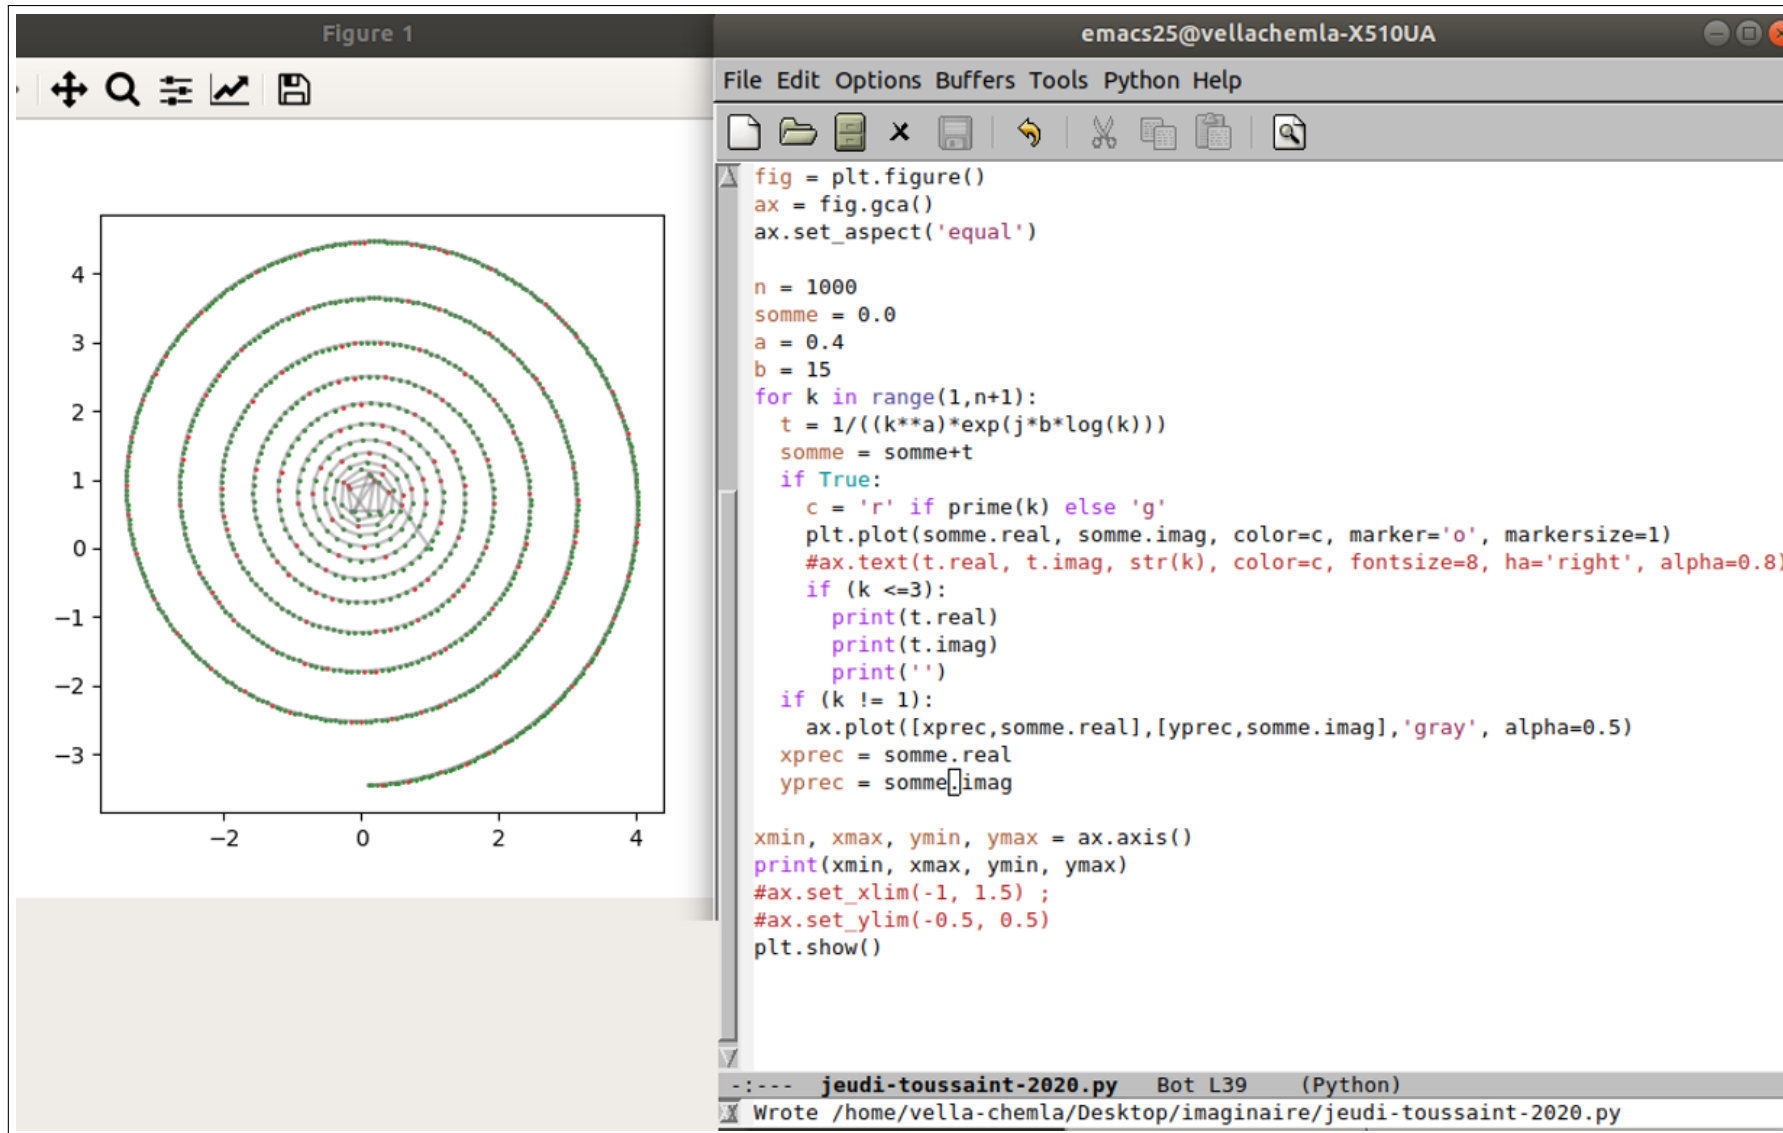 Figure 1
4
3
2
1
0
−1
−2
−3
−2
0
2
4
emacs25@vellachemla-X510UA
File Edit Options Buffers Tools Python Help
fig = plt.figure()
ax = fig.gca()
ax.set_aspect('equal')
n = 1000
somme = 0.0
a = 0.4
b = 15
for k in range(1,n+1):
  t = 1/((k**a)*exp(j*b*log(k)))
  somme = somme+t
  if True:
    c = 'r' if prime(k) else 'g'
    plt.plot(somme.real, somme.imag, color=c, marker='o', markersize=1)
    #ax.text(t.real, t.imag, str(k), color=c, fontsize=8, ha='right', alpha=0.8)
    if (k <=3):
      print(t.real)
      print(t.imag)
      print('')
  if (k != 1):
    ax.plot([xprec,somme.real],[yprec,somme.imag],'gray', alpha=0.5)
  xprec = somme.real
  yprec = somme.imag
xmin, xmax, ymin, ymax = ax.axis()
print(xmin, xmax, ymin, ymax)
#ax.set_xlim(-1, 1.5) ;
#ax.set_ylim(-0.5, 0.5)
plt.show()
-:--- jeudi-toussaint-2020.py Bot L39 (Python)
Wrote /home/vella-chemla/Desktop/imaginaire/jeudi-toussaint-2020.py